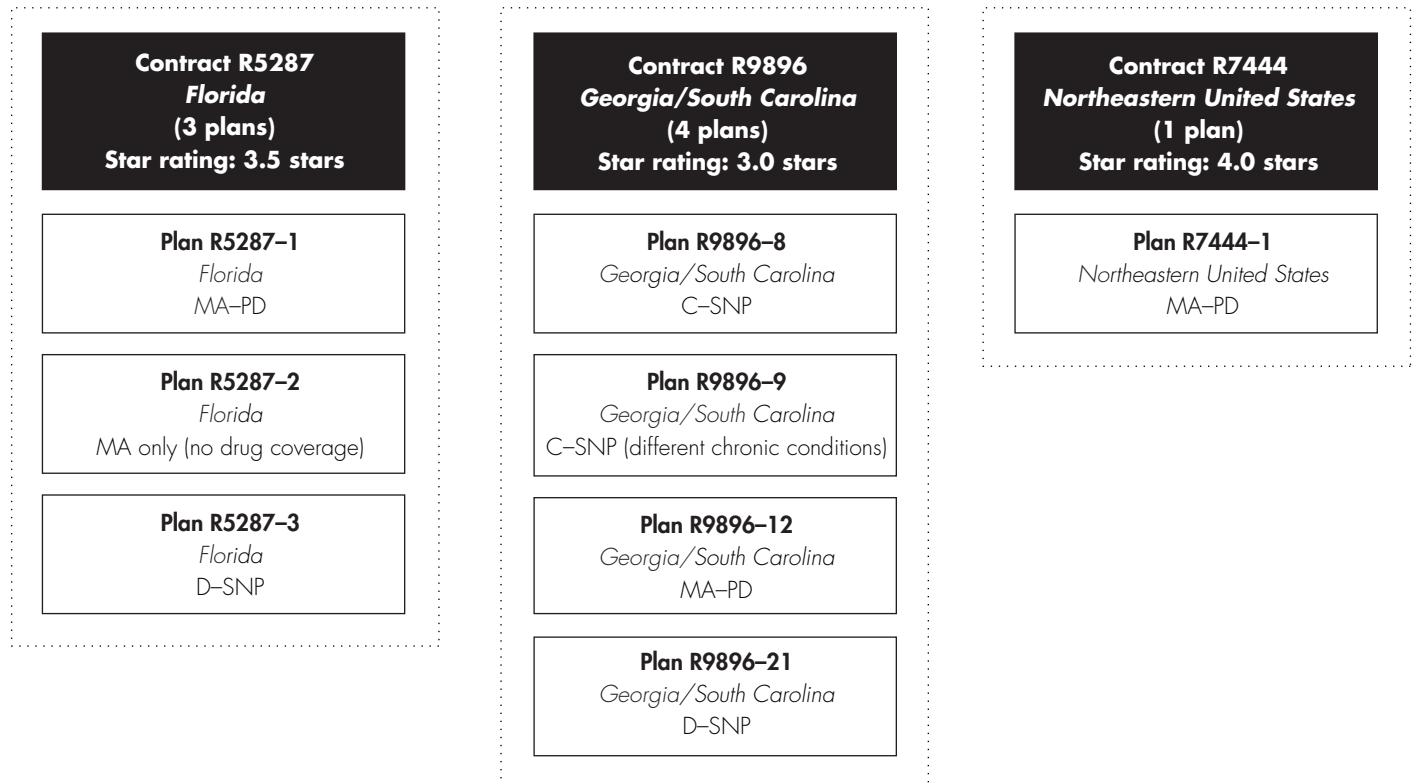 Contract R5287
Florida
(3 plans)
Star rating: 3.5 stars
Plan R5287–1
Florida
MA–PD
Plan R5287–2
Florida
MA only (no drug coverage)
Plan R5287–3
Florida
D–SNP
Contract R9896
Georgia/South Carolina
(4 plans)
Star rating: 3.0 stars
Plan R9896–8
Georgia/South Carolina
C–SNP
Plan R9896–9
Georgia/South Carolina
C–SNP (different chronic conditions)
Plan R9896–12
Georgia/South Carolina
MA–PD
Plan R9896–21
Georgia/South Carolina
D–SNP
Contract R7444
Northeastern United States
(1 plan)
Star rating: 4.0 stars
Plan R7444–1
Northeastern United States
MA–PD